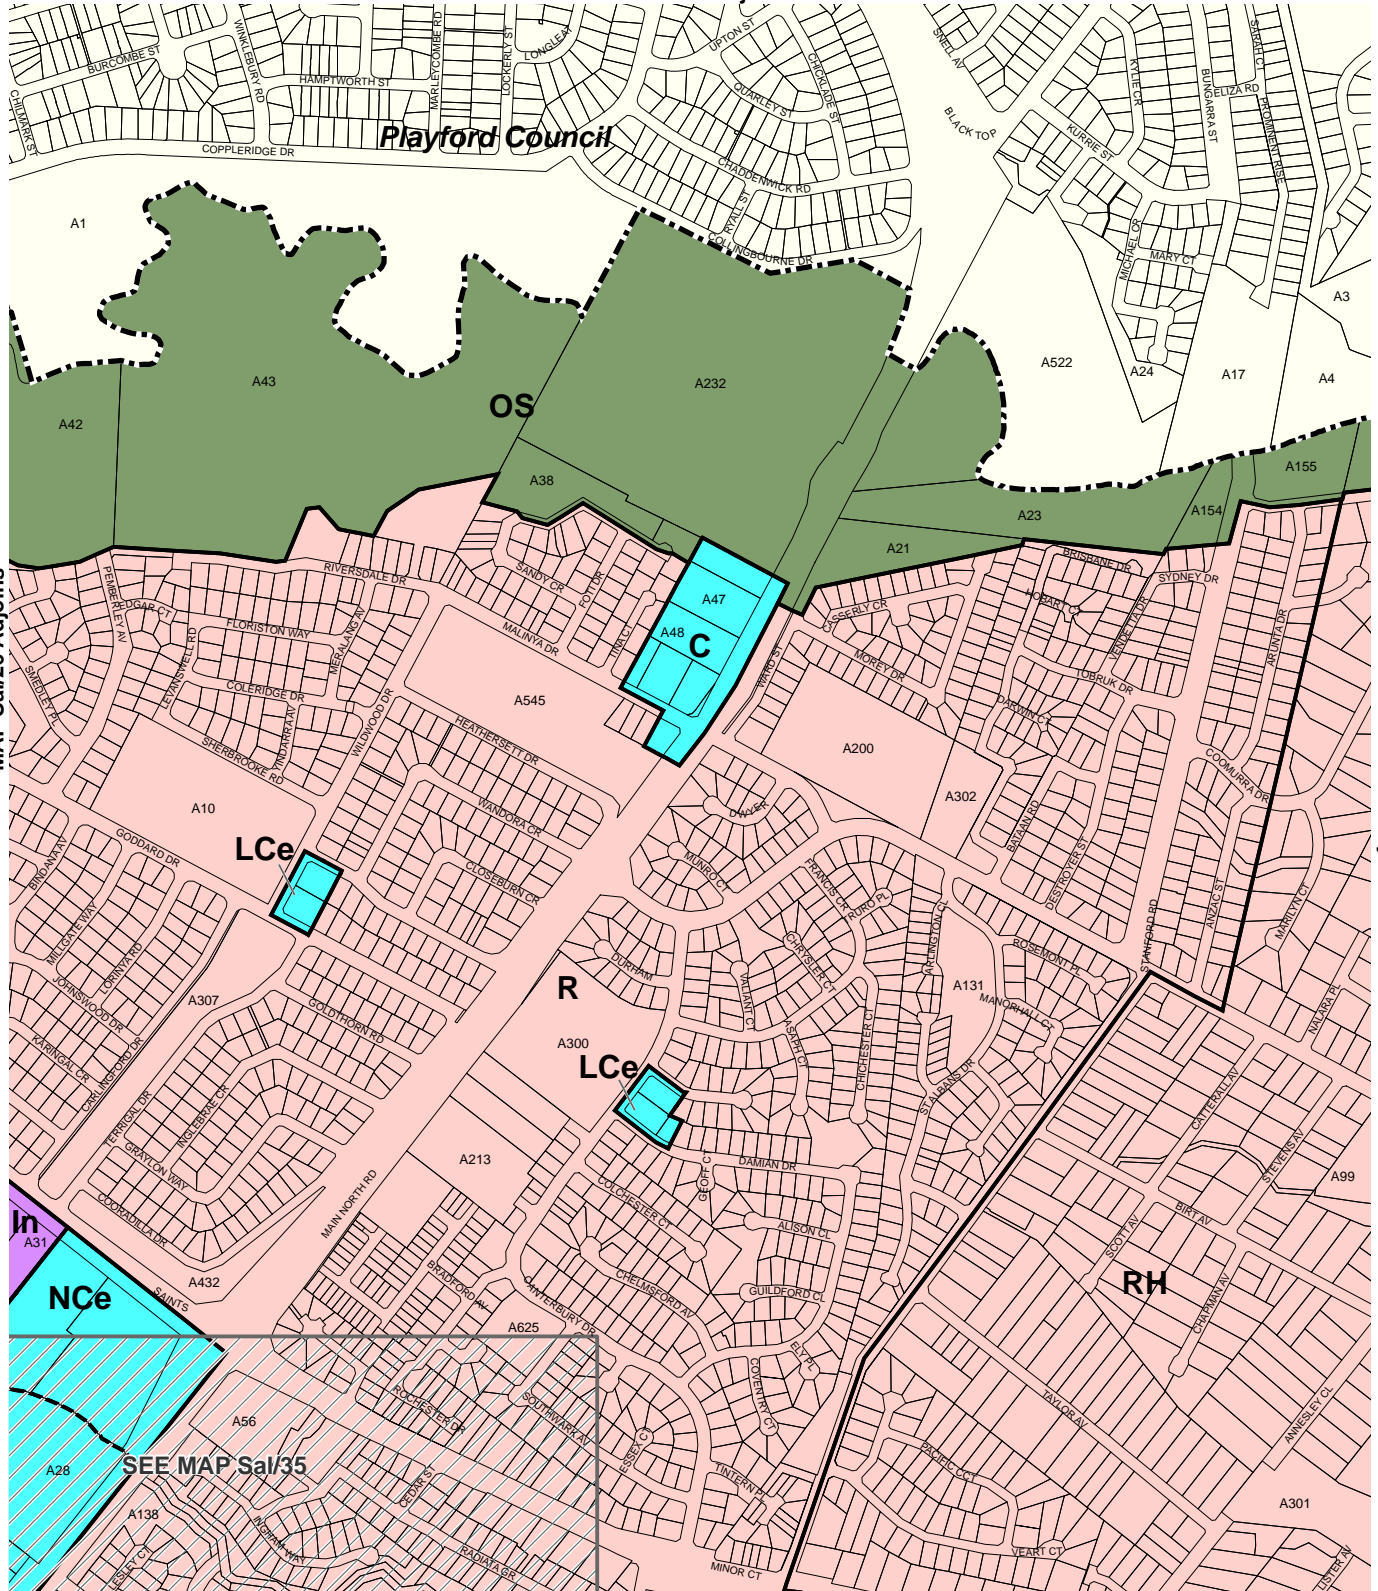 BURCOMBE ST
WINKLEBURY RD
MARLEYCOMBE RD
LOCKERLY ST
LONGLEAT
UPTON ST
CHICKLADE ST
SNELL AV
KYLIE CR
BUNGARRA ST
SARAH CT
ELIZA RD
PROMINENT RISE
HAMPTWORTH ST
QUARLEY ST
CHILMARK ST
BLACK TOP
KURRIE ST
Playford Council
COPPLERIDGE DR
CHADDENWICK RD
RYALL ST
COLLINGBOURNE DR
MICHAEL CR
MARY CT
A1
A3
A522
A24
A17
A4
A43
A232
OS
A42
A38
A155
A154
A23
A21
BRISBANE DR
SYDNEY DR
RIVERSDALE DR
SANDY CR
FOTI DR
PEMBERLEY AV
EDGAR CT
HOBART CT
CASSERLY CR
VENDETTA DR
A47
A48
C
TINA CT
FLORISTON WAY
MERALANG AV
MALINYA DR
LEVANSWELL RD
WARD ST
MOREY DR
TOBRUK DR
ARUNTA DR
SMEDLEY PL
COLERIDGE DR
A545
DARWIN CT
YINDARRA AV
WILDWOOD DR
HEATHERSETT DR
SHERBROOKE RD
A200
COOMURRA DR
A10
A302
DWYER
WANDORA CR
BATAAN RD
GODDARD DR
LCe
BINDANA AV
MUNRO CT
CLOSEBURN CR
FRANCIS CR
TRURO PL
DESTROYER ST
MILLGATE WAY
ARLINGTON CL
ANZAC ST
MARILYN CT
STANFORD RD
LORINYA RD
DURHAM
CHRYSLER CT
ROSEMONT PL
VALIANT CT
JOHNSWOOD DR
A307
R
A131
MANORHALL CT
GOLDTHORN RD
NALARA PL
A300
ASAPH CT
CHICHESTER CT
KARINGAL CR
CARLINGFORD DR
LCe
ST ALBANS DR
CATTERALL AV
TERRIGAL DR
INGLEBRAE CR
GRAYLON WAY
A213
DAMIAN DR
GEOFF CT
STEVENS AV
A99
COLCHESTER CT
MAIN NORTH RD
COORADILLA DR
In
A31
ALISON CL
BIRT AV
SCOTT AV
A432
NCe
SAINTS
BRADFORD AV
CANTERBURY DR
CHELMSFORD AV
GUILDFORD CL
RH
CHAPMAN AV
A625
ELY PL
COVENTRY CT
ROCHESTER DR
SOUTHWARK AV
TAYLOR AV
ANNESLEY CL
A56
SEE MAP Sal/35
A28
ESSEX CT
PACIFIC CCT
TINTERN PL
CEDAR ST
A138
A301
INGHAM WAY
RADIATA GR
MINOR CT
VEART CT